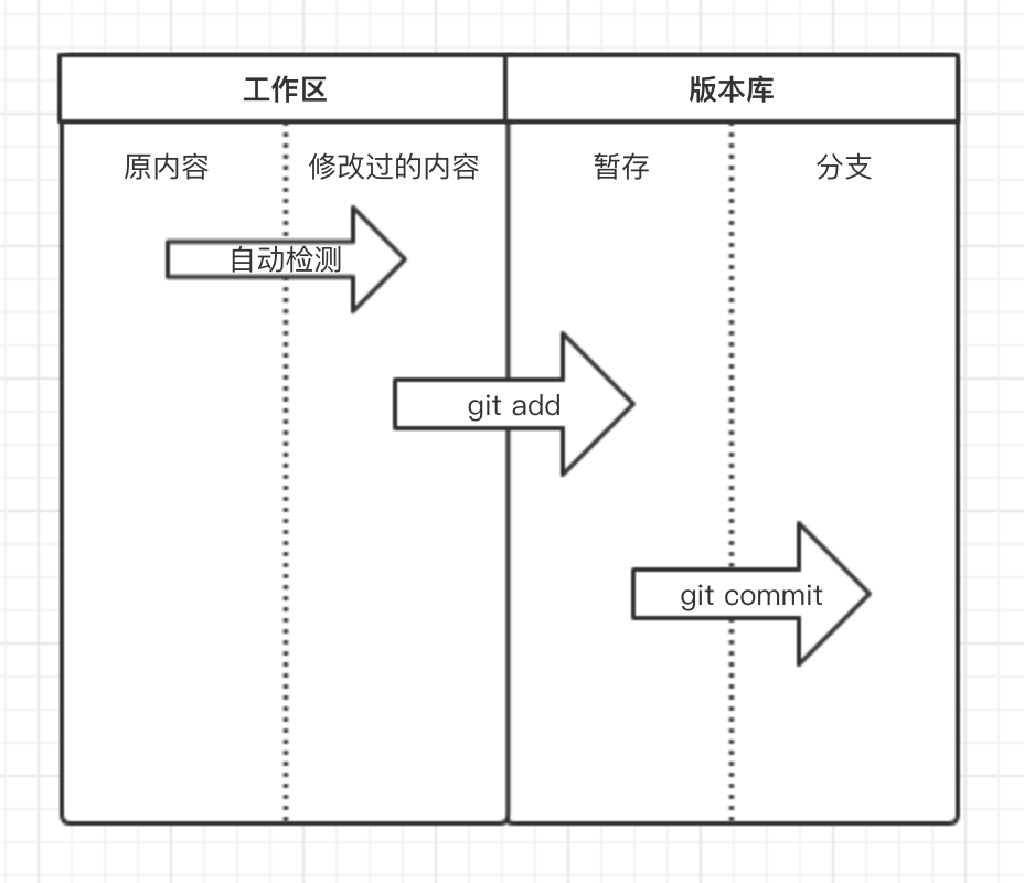 工作区
版本库
原内容
修改过的内容
暂存
分支
自动检测
git add
git commit